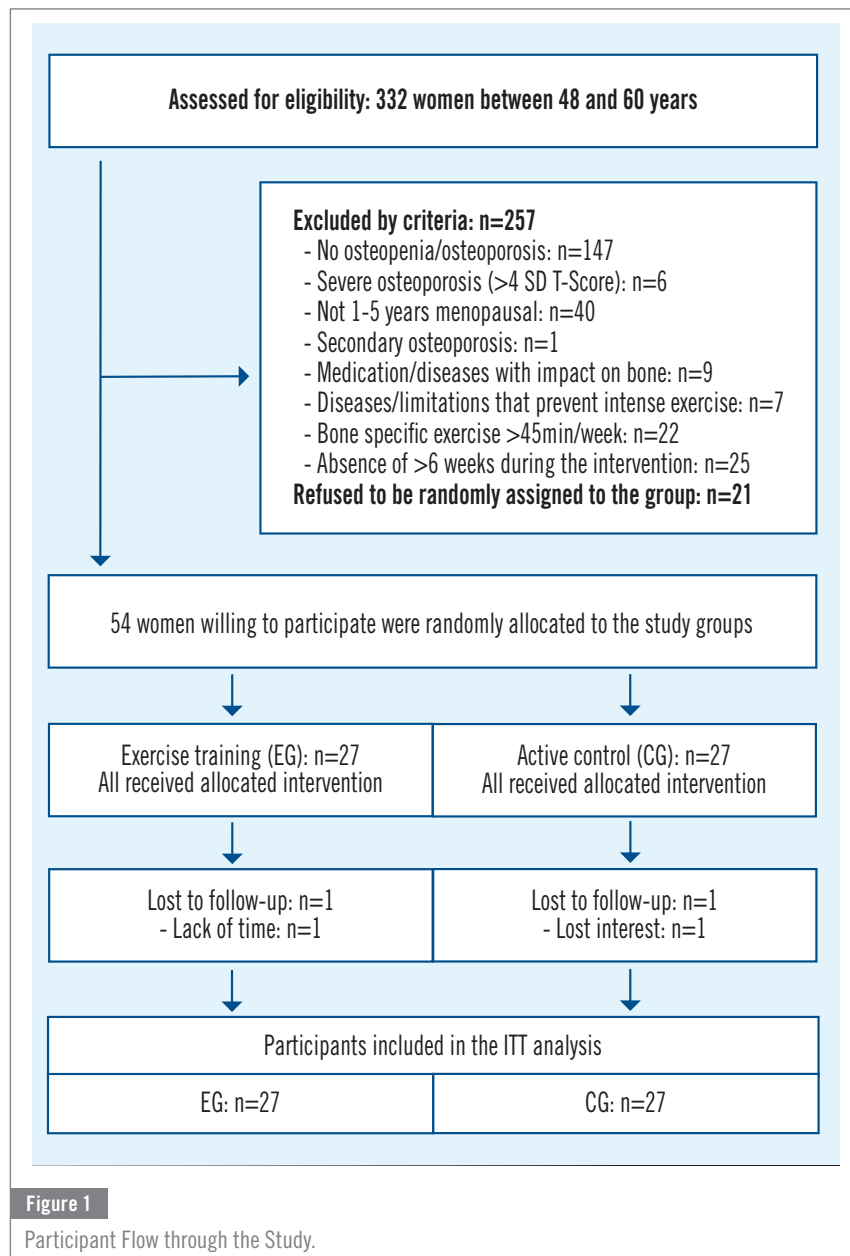 Assessed for eligibility: 332 women between 48 and 60 years
Excluded by criteria: n=257
- No osteopenia/osteoporosis: n=147
- Severe osteoporosis (>4 SD T-Score): n=6
- Not 1-5 years menopausal: n=40
- Secondary osteoporosis: n=1
- Medication/diseases with impact on bone: n=9
- Diseases/limitations that prevent intense exercise: n=7
- Bone specific exercise >45min/week: n=22
- Absence of >6 weeks during the intervention: n=25
Refused to be randomly assigned to the group: n=21
54 women willing to participate were randomly allocated to the study groups
Exercise training (EG): n=27
All received allocated intervention
Active control (CG): n=27
All received allocated intervention
Lost to follow-up: n=1
- Lack of time: n=1
Lost to follow-up: n=1
- Lost interest: n=1
Participants included in the ITT analysis
EG: n=27
CG: n=27
Figure 1
Participant Flow through the Study.